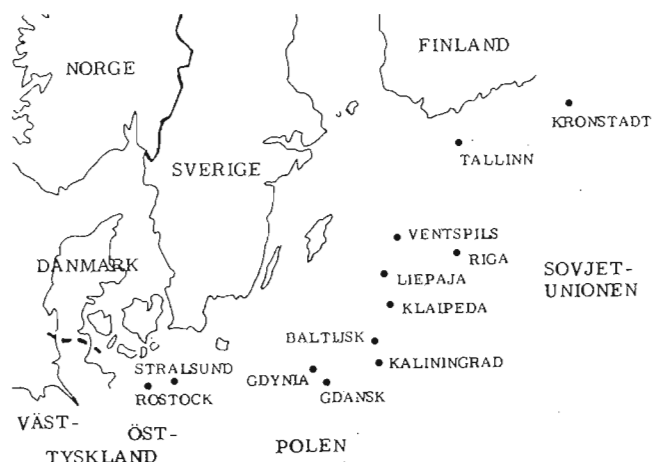 FINLAND
NORGE
KRONSTADT
TALLINN
SVERIGE
VENTSPILS
RIGA
DANMARK
LIEPAJA
SOVJET-
UNIONEN
KLAIPEDA
BALTIJSK
KALININGRAD
STRALSUND
GDYNIA
ROSTOCK
GDANSK
VÄST-
ÖST-
TYSKLAND
POLEN